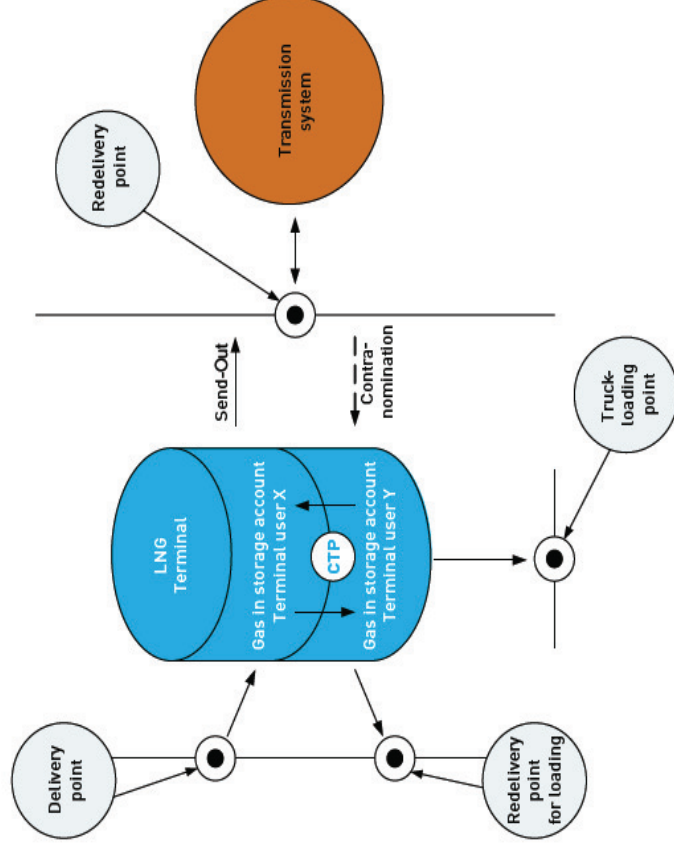 Delivery
point
LNG
Terminal
Redelivery
point
Send-Out
Transmission
system
Gas in storage account
Terminal user X
CTP
Gas in storage account
Terminal user Y
Contra-
nomination
Redelivery
point
for loading
Truck-
loading
point